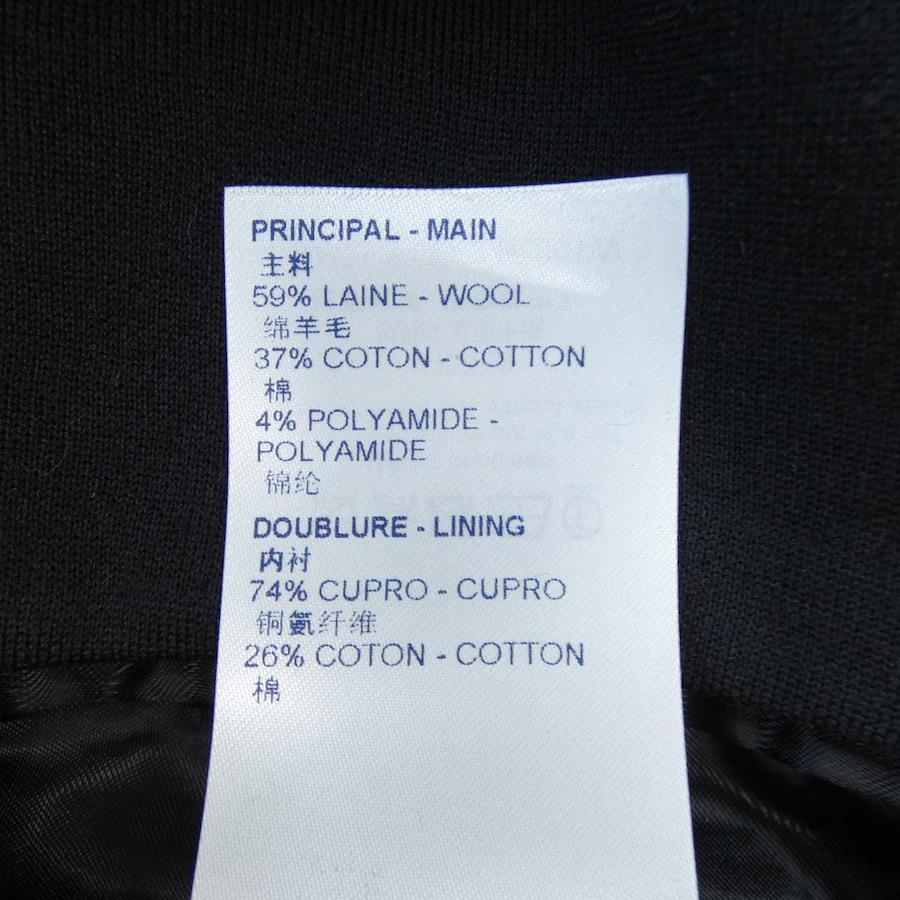 PRINCIPAL - MAIN
主料
59% LAINE - WOOL
绵羊毛
37% COTON - COTTON
棉
4% POLYAMIDE -
POLYAMIDE
锦纶
DOUBLURE - LINING
内衬
74% CUPRO - CUPRO
铜氨纤维
26% COTON - COTTON
棉